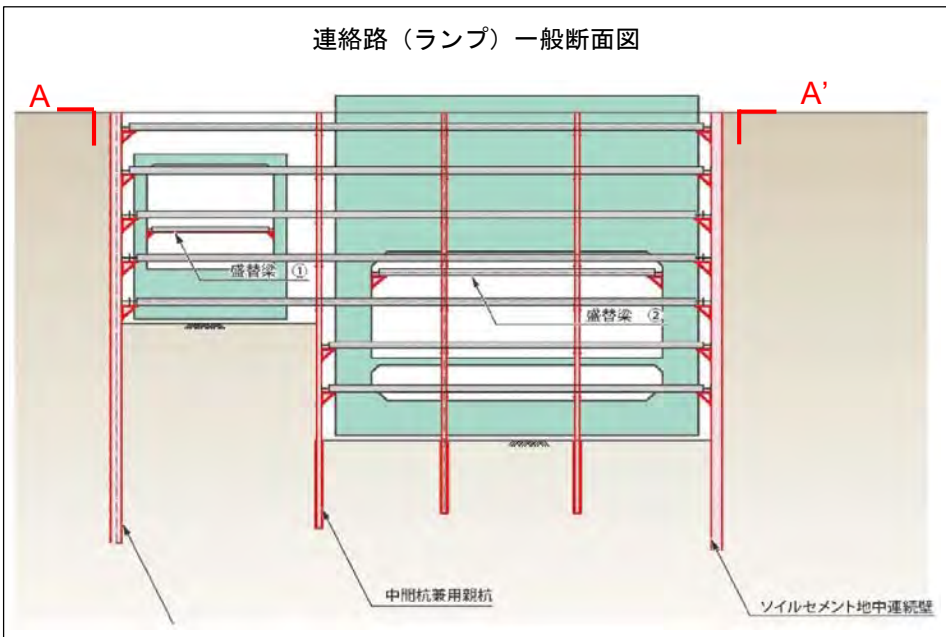 連絡路（ランプ）一般断面図
A
A’
盛替梁 ①
盛替梁 ②
中間杭兼用親杭
ソイルセメント地中連続壁